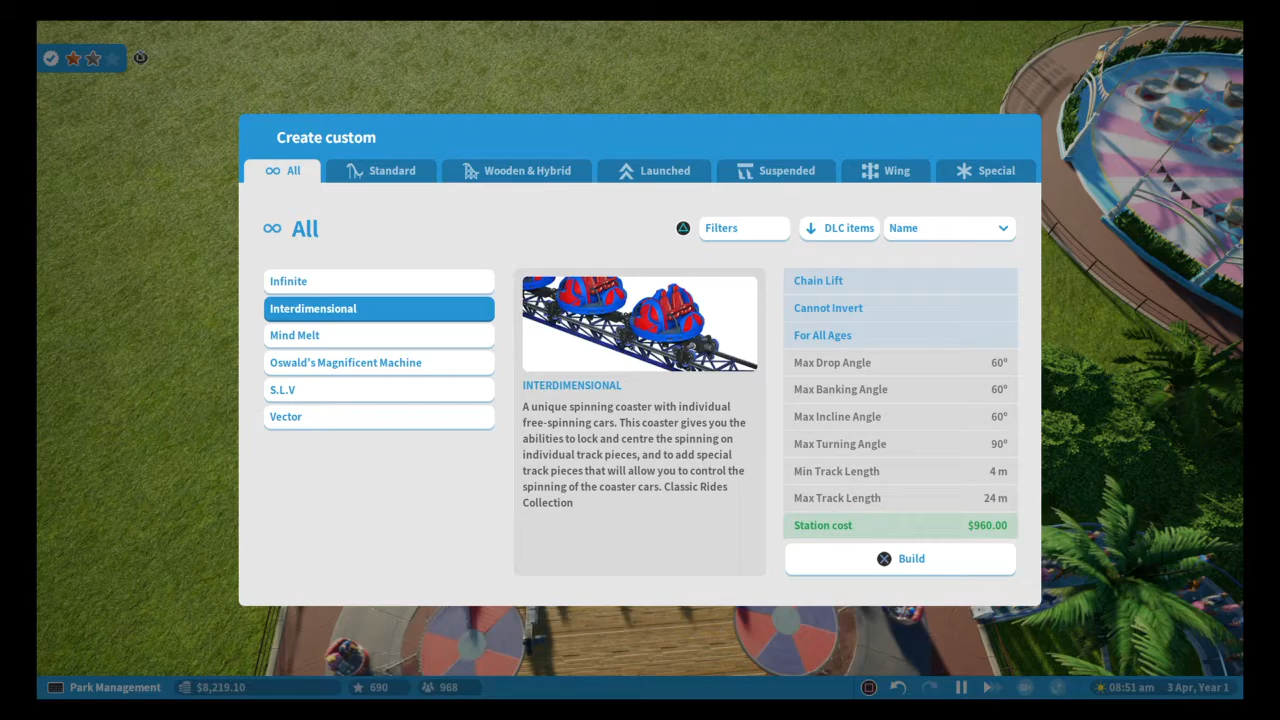 Create custom
All
Standard
Wooden & Hybrid
Launched
Suspended
Wing
Special
All
Filters
DLC items
Name
Infinite
Interdimensional
Mind Melt
Oswald's Magnificent Machine
S.L.V
Vector
INTERDIMENSIONAL
A unique spinning coaster with individual
free-spinning cars. This coaster gives you the
abilities to lock and centre the spinning on
individual track pieces, and to add special
track pieces that will allow you to control the
spinning of the coaster cars. Classic Rides
Collection
Chain Lift
Cannot Invert
For All Ages
Max Drop Angle 60º
Max Banking Angle 60º
Max Incline Angle 60º
Max Turning Angle 90º
Min Track Length 4 m
Max Track Length 24 m
Station cost $960.00
Build
Park Management $8,219.10 690 968 08:51 am 3 Apr, Year 1